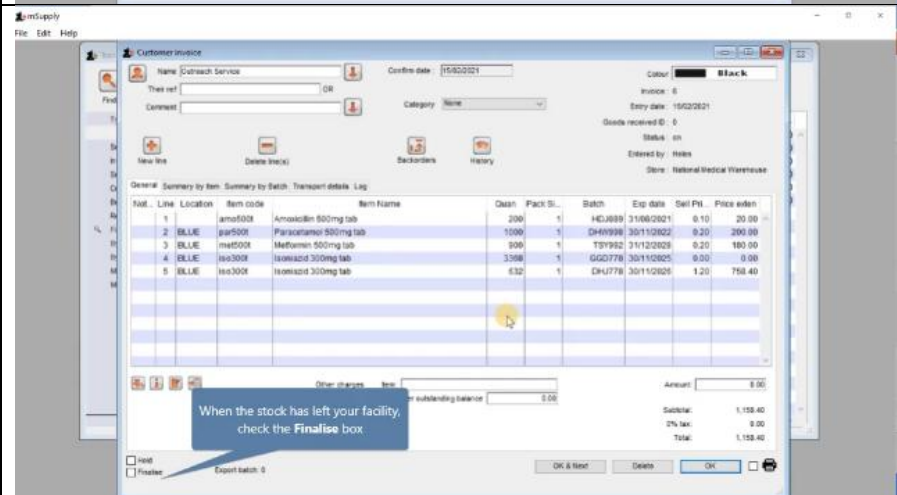 mSupply
File Edit Help
Customer invoice
Name Outreach Service
Confirm date : 15/02/2021
Colour : Black
Their ref
OR
Invoice : 6
Comment
Category None
Entry date : 15/02/2021
Goods received ID : 0
Status : cn
New line
Delete line(s)
Backorders
History
Entered by : Helen
Store : National Medical Warehouse
General Summary by Item Summary by Batch Transport details Log
Not... Line Location Item code Item Name Quan Pack Si... Batch Exp date Sell Pri... Price exten
1 amo500t Amoxicillin 500mg tab 200 1 HDJ889 31/08/2021 0.10 20.00
2 BLUE par500t Paracetamol 500mg tab 1000 1 DHW998 30/11/2022 0.20 200.00
3 BLUE met500t Metformin 500mg tab 900 1 TSY982 31/12/2028 0.20 180.00
4 BLUE iso300t Isoniazid 300mg tab 3368 1 GGD778 30/11/2025 0.00 0.00
5 BLUE iso300t Isoniazid 300mg tab 632 1 DHJ778 30/11/2026 1.20 758.40
Other charges Item
Amount 0.00
outstanding balance 0.00
Subtotal: 1,158.40
0% tax: 0.00
Total: 1,158.40
When the stock has left your facility,
check the Finalise box
Hold
Finalise
Export batch: 0
OK & Next
Delete
OK